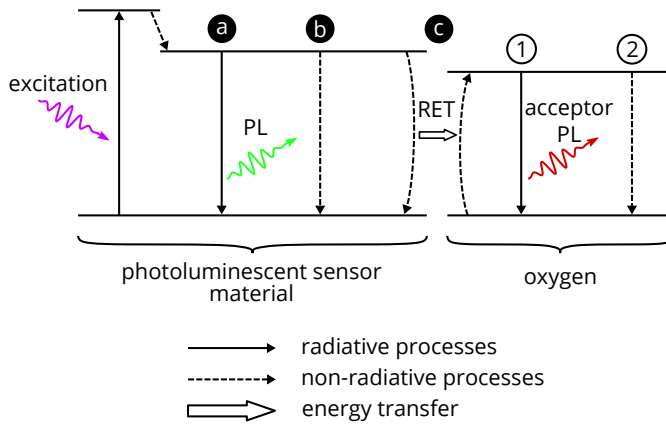 a b c
1 2
excitation
PL
RET
acceptor
PL
photoluminescent sensor
material
oxygen
radiative processes
non-radiative processes
energy transfer